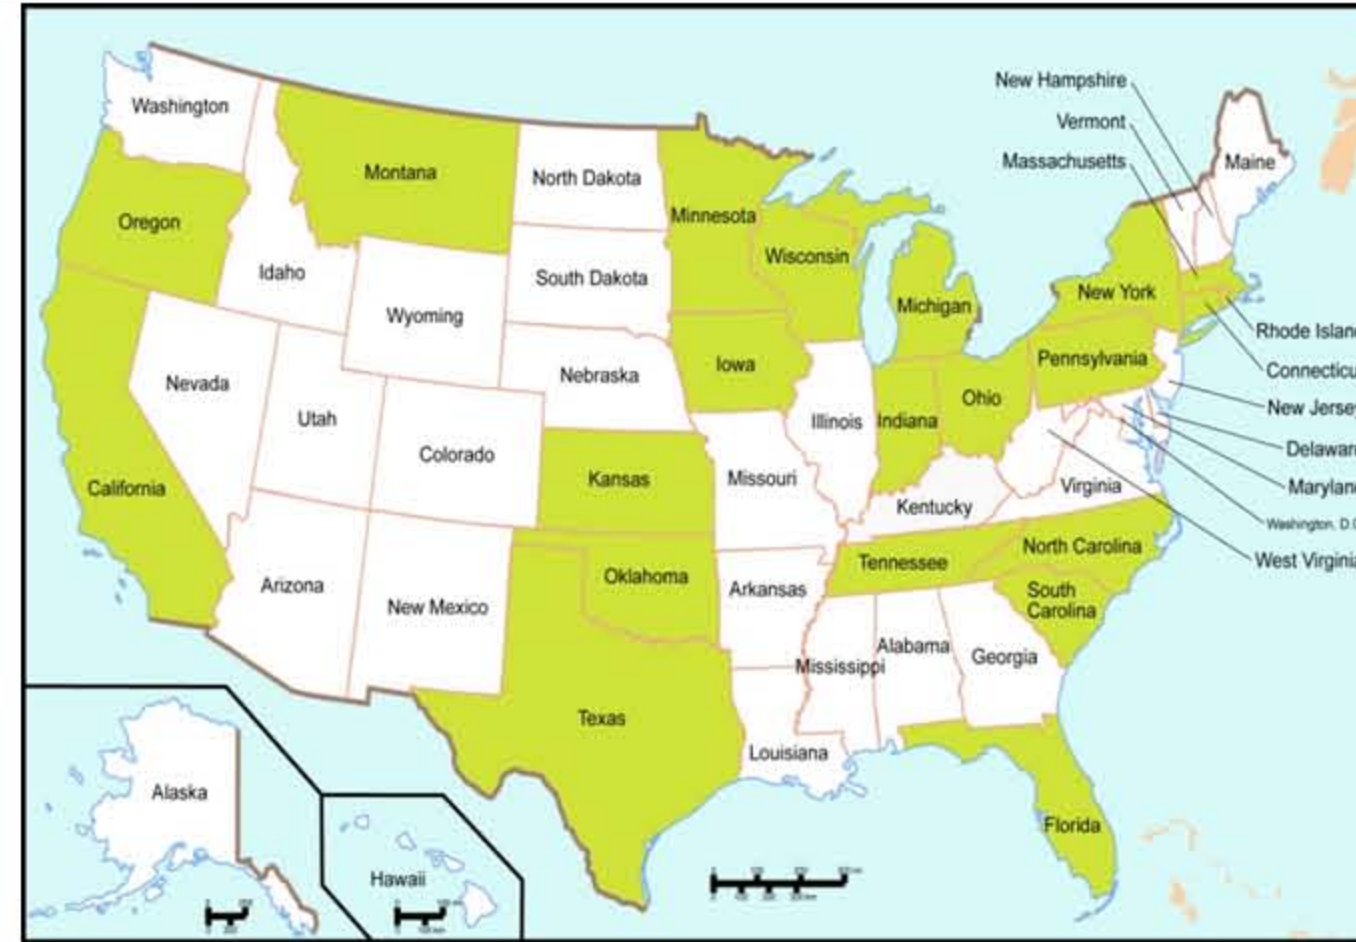 Washington
Oregon
California
Montana
Idaho
Wyoming
Nevada
Utah
Colorado
Arizona
New Mexico
North Dakota
South Dakota
Nebraska
Kansas
Oklahoma
Texas
Minnesota
Iowa
Missouri
Arkansas
Louisiana
Wisconsin
Illinois
Michigan
Indiana
Ohio
Kentucky
Tennessee
Mississippi
Alabama
Georgia
Florida
South
Carolina
North Carolina
Virginia
Pennsylvania
New York
Maine
New Hampshire
Vermont
Massachusetts
Rhode Islan
Connecticu
New Jersey
Delawar
Marylan
Washington, D.
West Virginia
Alaska
Hawaii